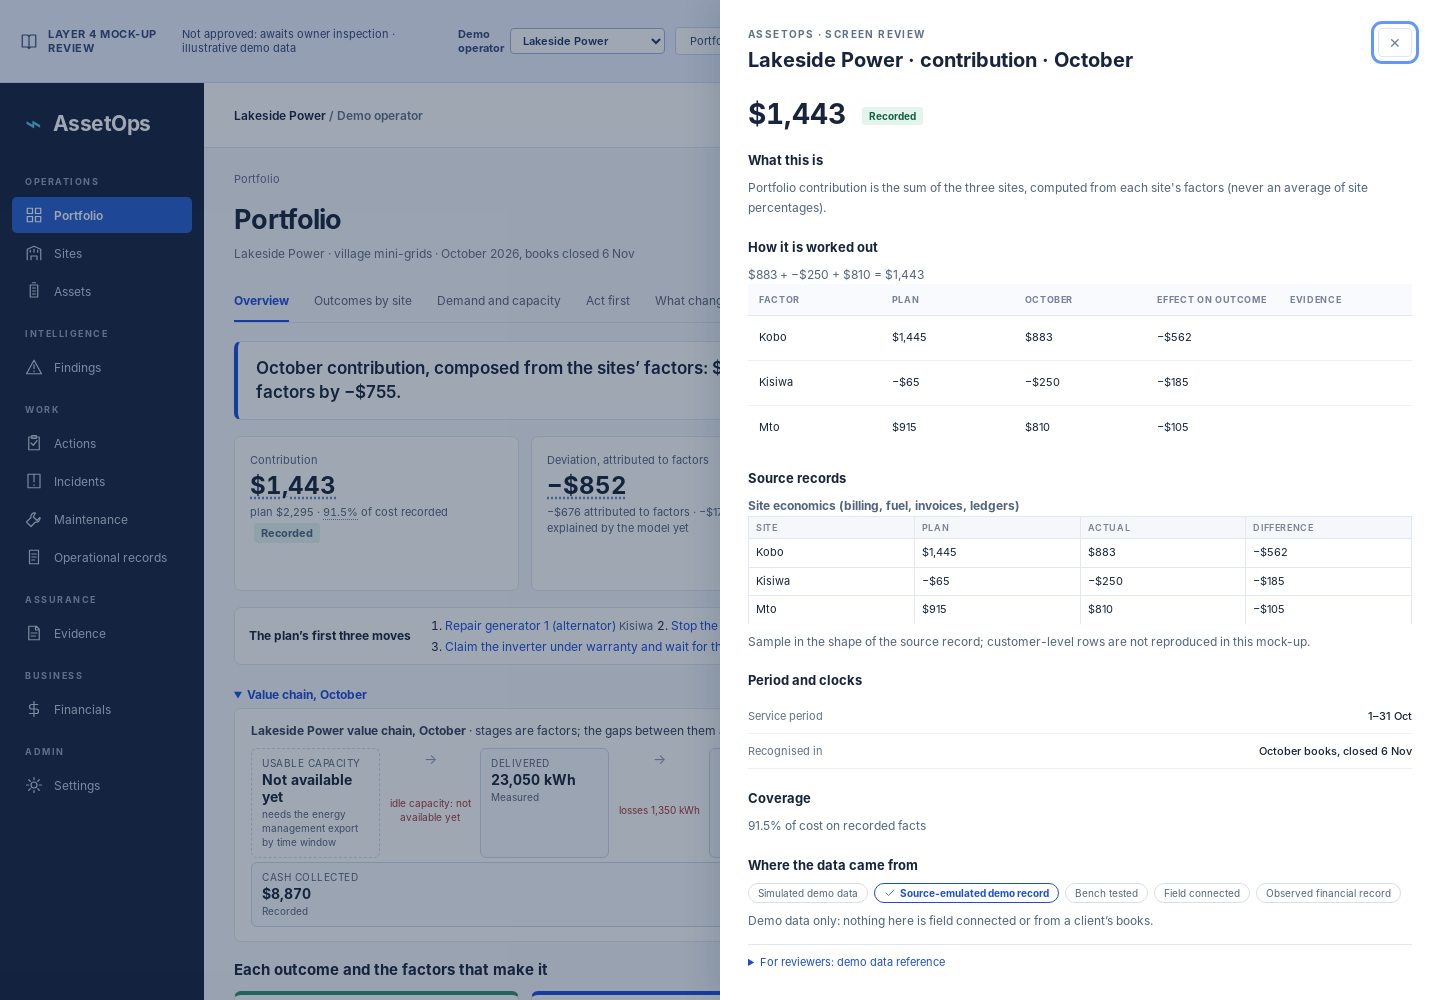 LAYER 4 MOCK-UP
REVIEW
Not approved: awaits owner inspection ·
illustrative demo data
Demo
operator
Lakeside Power
AssetOps
OPERATIONS
Portfolio
Sites
Assets
INTELLIGENCE
Findings
WORK
Actions
Incidents
Maintenance
Operational records
ASSURANCE
Evidence
BUSINESS
Financials
ADMIN
Settings
Lakeside Power / Demo operator
Portfolio
Portfolio
Lakeside Power · village mini-grids · October 2026, books closed 6 Nov
Overview Outcomes by site Demand and capacity Act first What
October contribution, composed from the sites’ factors:
factors by −$755.
Contribution
$1,443
plan $2,295 · 91.5% of cost recorded
Recorded
Deviation, attributed to factors
−$852
−$676 attributed to factors ·
explained by the model yet
The plan’s first three moves
1. Repair generator 1 (alternator) Kisiwa 2. Stop the
3. Claim the inverter under warranty and wait for
▼ Value chain, October
Lakeside Power value chain, October · stages are factors; the gaps between them
USABLE CAPACITY
Not available
yet
needs the energy
management export
by time window
→
idle capacity: not
available yet
DELIVERED
23,050 kWh
Measured
→
losses 1,350 kWh
CASH COLLECTED
$8,870
Recorded
Each outcome and the factors that make it
ASSETOPS · SCREEN REVIEW
Lakeside Power · contribution · October
×
$1,443 Recorded
What this is
Portfolio contribution is the sum of the three sites, computed from each site's factors (never an average of site
percentages).
How it is worked out
$883 + −$250 + $810 = $1,443
FACTOR PLAN OCTOBER EFFECT ON OUTCOME EVIDENCE
Kobo $1,445 $883 −$562
Kisiwa −$65 −$250 −$185
Mto $915 $810 −$105
Source records
Site economics (billing, fuel, invoices, ledgers)
SITE PLAN ACTUAL DIFFERENCE
Kobo $1,445 $883 −$562
Kisiwa −$65 −$250 −$185
Mto $915 $810 −$105
Sample in the shape of the source record; customer-level rows are not reproduced in this mock-up.
Period and clocks
Service period 1–31 Oct
Recognised in October books, closed 6 Nov
Coverage
91.5% of cost on recorded facts
Where the data came from
Simulated demo data ✓ Source-emulated demo record Bench tested Field connected Observed financial record
Demo data only: nothing here is field connected or from a client’s books.
▶ For reviewers: demo data reference